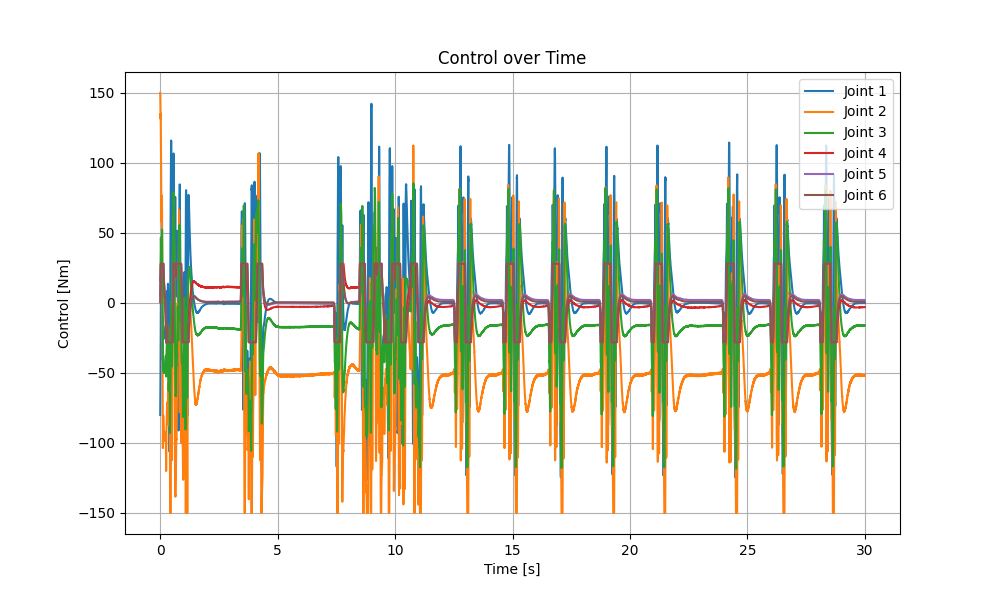 Control over Time
Control [Nm]
150
100
50
0
−50
−100
−150
Joint 1
Joint 2
Joint 3
Joint 4
Joint 5
Joint 6
0 5 10 15 20 25 30
Time [s]